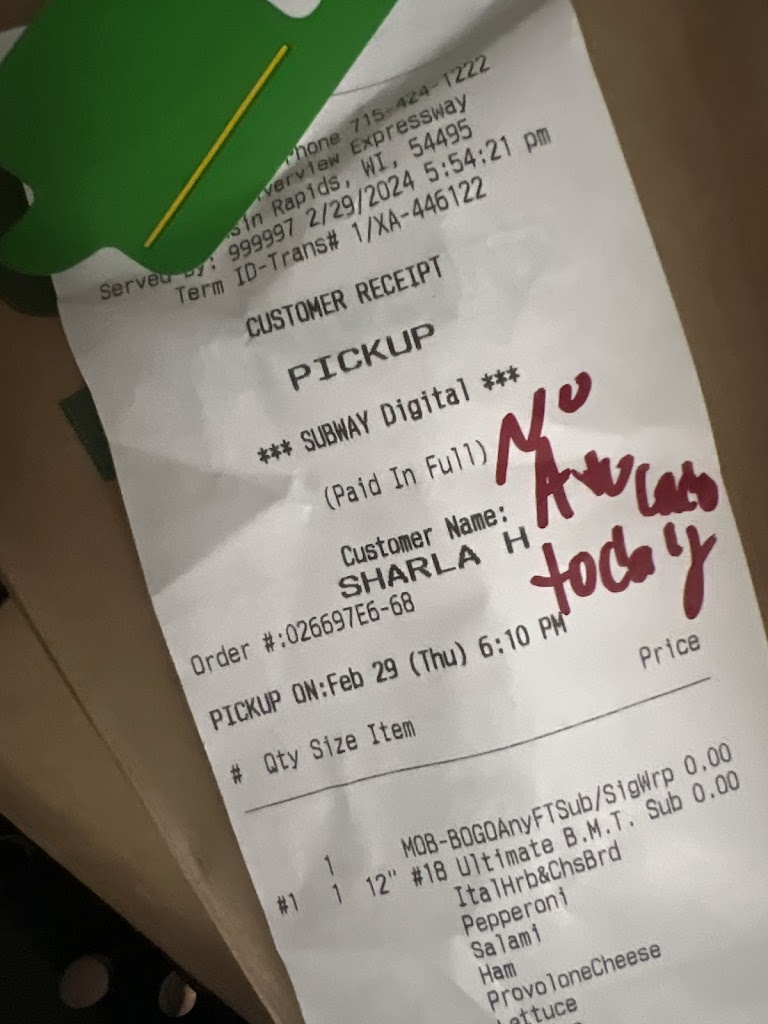 Phone 715-424-1222
Expressway
Rapids, WI, 54495
Served By: 999997 2/29/2024 5:54:21 pm
Term ID-Trans# 1/XA-446122
CUSTOMER RECEIPT
PICKUP
*** SUBWAY Digital ***
(Paid In Full)
No
Avocado
today
Customer Name:
SHARLA H
Order #:026697E6-68
PICKUP ON:Feb 29 (Thu) 6:10 PM
# Qty Size Item Price
1 MOB-BOGOAnyFTSub/SigWrp 0.00
#1 1 12" #18 Ultimate B.M.T. Sub 0.00
ItalHrb&ChsBrd
Pepperoni
Salami
Ham
ProvoloneCheese
Lettuce